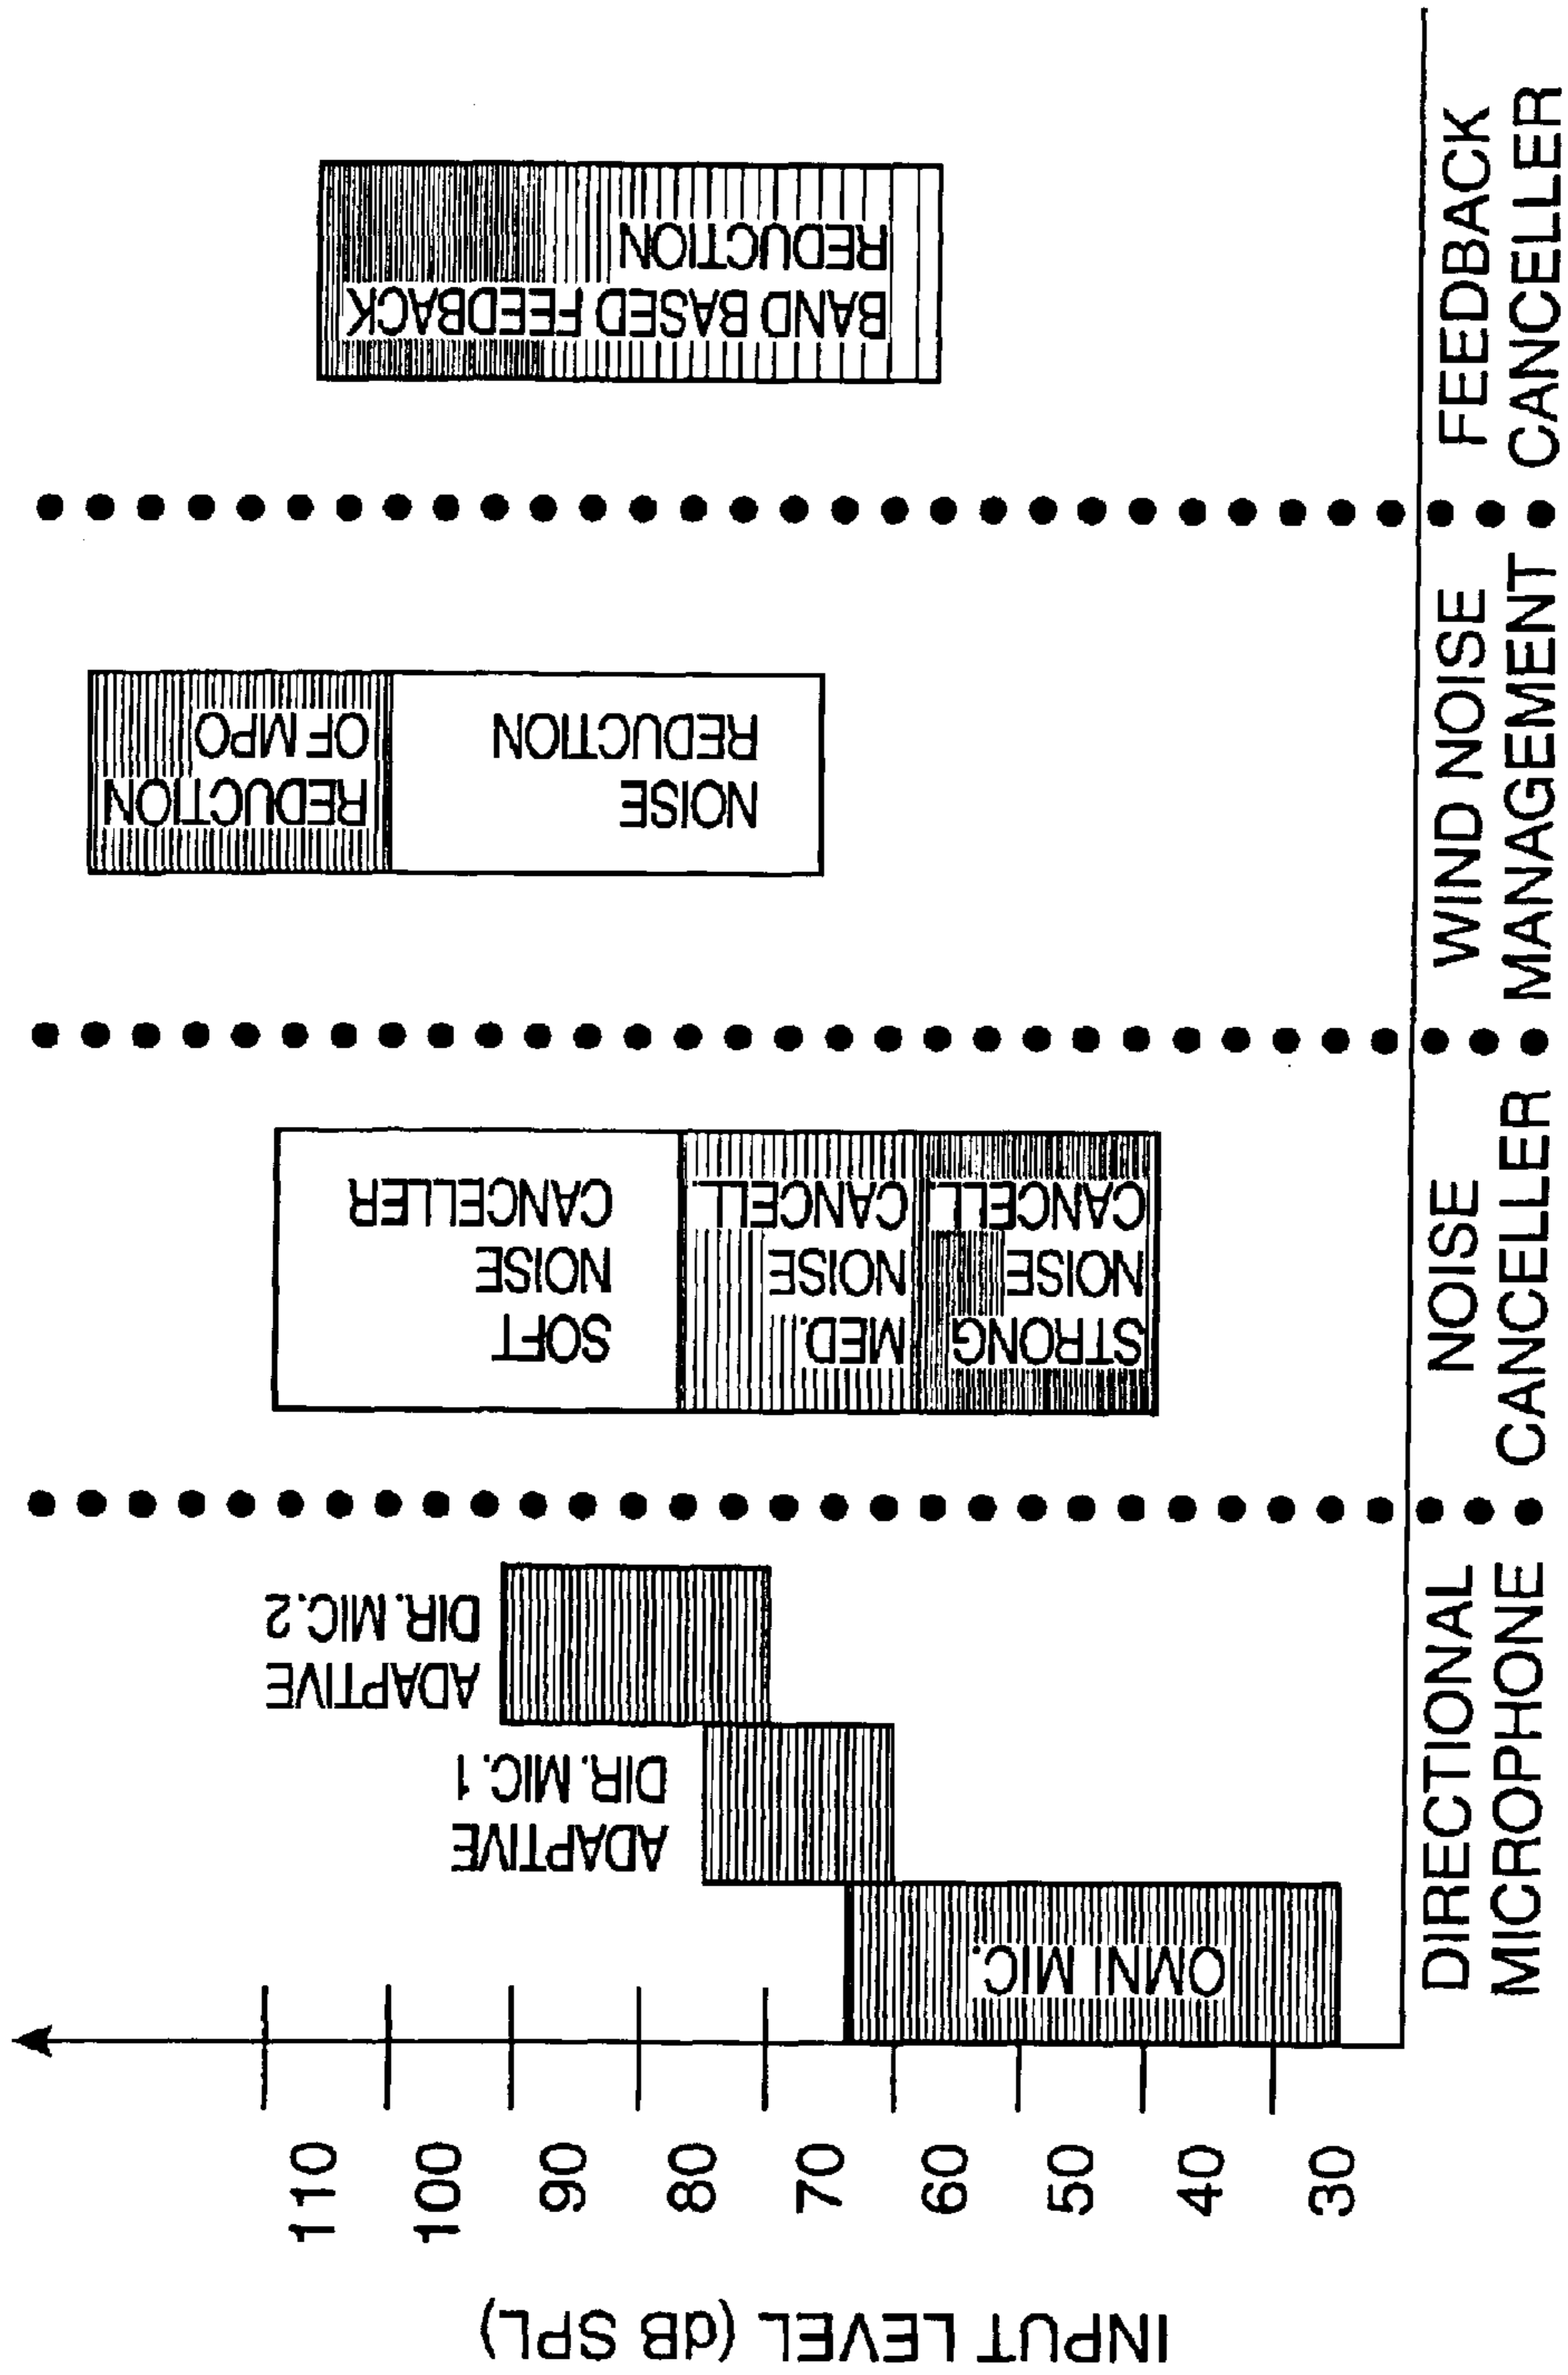 INPUT LEVEL (dB SPL)
110
100
90
80
70
60
50
40
30
OMNI MIC.
ADAPTIVE
DIR. MIC. 1
ADAPTIVE
DIR. MIC.2
SOFT
NOISE
CANCELLER
MED.
NOISE
CANCELL.
STRONG
NOISE
CANCELL.
REDUCTION
OF MPO
NOISE
REDUCTION
BAND BASED FEEDBACK
REDUCTION
DIRECTIONAL
MICROPHONE
NOISE
CANCELLER
WIND NOISE
MANAGEMENT
FEEDBACK
CANCELLER